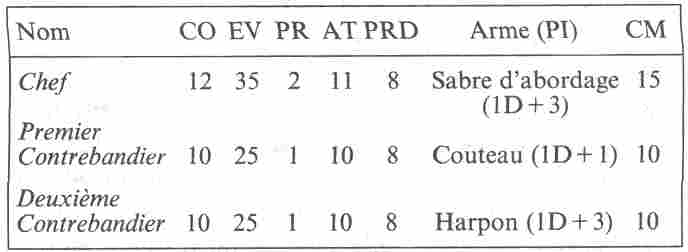 Nom CO EV PR AT PRD Arme (PI) CM
Chef 12 35 2 11 8 Sabre d'abordage 15
(1D+3)
Premier
Contrebandier 10 25 1 10 8 Couteau (1D+1) 10
Deuxième
Contrebandier 10 25 1 10 8 Harpon (1D+3) 10